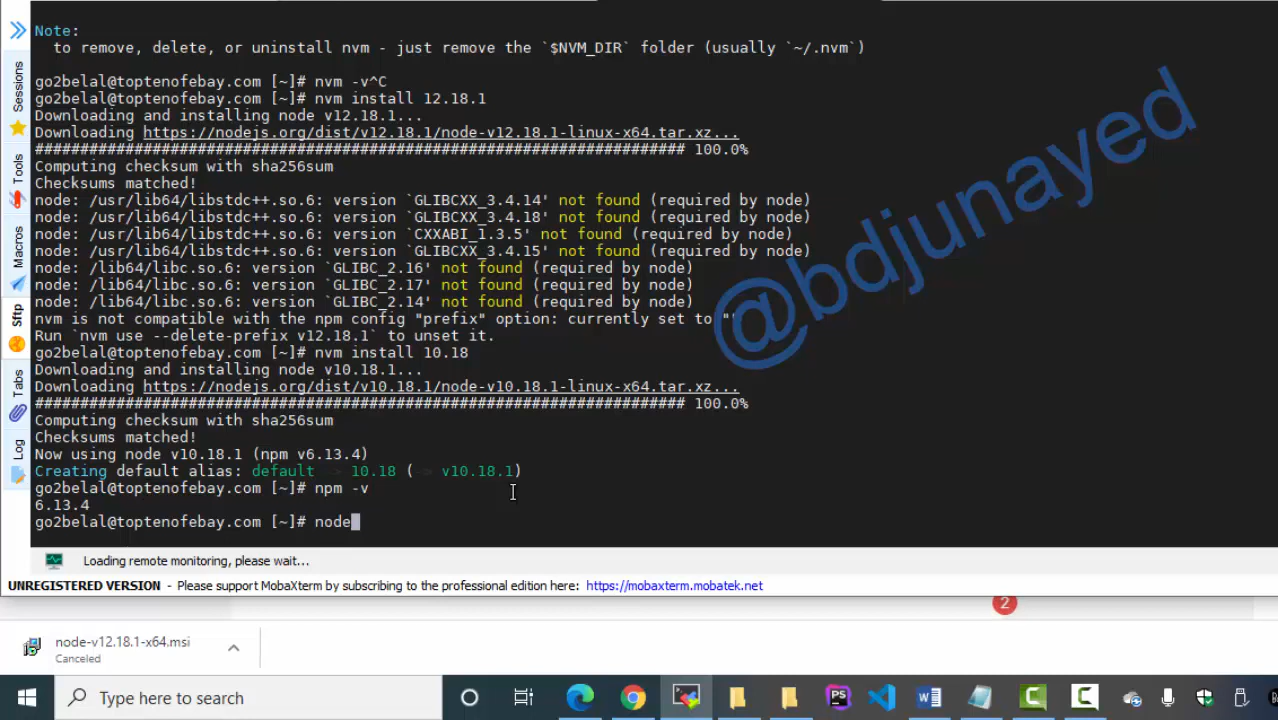 Note:
to remove, delete, or uninstall nvm - just remove the `$NVM_DIR` folder (usually `~/.nvm`)
go2belal@toptenofebay.com [~]# nvm -v^C
go2belal@toptenofebay.com [~]# nvm install 12.18.1
Downloading and installing node v12.18.1...
Downloading https://nodejs.org/dist/v12.18.1/node-v12.18.1-linux-x64.tar.xz...
######################################################################## 100.0%
Computing checksum with sha256sum
Checksums matched!
node: /usr/lib64/libstdc++.so.6: version `GLIBCXX_3.4.14' not found (required by node)
node: /usr/lib64/libstdc++.so.6: version `GLIBCXX_3.4.18' not found (required by node)
node: /usr/lib64/libstdc++.so.6: version `CXXABI_1.3.5' not found (required by node)
node: /usr/lib64/libstdc++.so.6: version `GLIBCXX_3.4.15' not found (required by node)
node: /lib64/libc.so.6: version `GLIBC_2.16' not found (required by node)
node: /lib64/libc.so.6: version `GLIBC_2.17' not found (required by node)
node: /lib64/libc.so.6: version `GLIBC_2.14' not found (required by node)
nvm is not compatible with the npm config "prefix" option: currently set to ""
Run `nvm use --delete-prefix v12.18.1` to unset it.
go2belal@toptenofebay.com [~]# nvm install 10.18
Downloading and installing node v10.18.1...
Downloading https://nodejs.org/dist/v10.18.1/node-v10.18.1-linux-x64.tar.xz...
######################################################################## 100.0%
Computing checksum with sha256sum
Checksums matched!
Now using node v10.18.1 (npm v6.13.4)
Creating default alias: default -> 10.18 (-> v10.18.1)
go2belal@toptenofebay.com [~]# npm -v
6.13.4
go2belal@toptenofebay.com [~]# node
Sessions
Tools
Macros
Sftp
Tabs
Log
@bdjunayed
Loading remote monitoring, please wait...
UNREGISTERED VERSION - Please support MobaXterm by subscribing to the professional edition here: https://mobaxterm.mobatek.net
2
node-v12.18.1-x64.msi
Canceled
Type here to search
PS